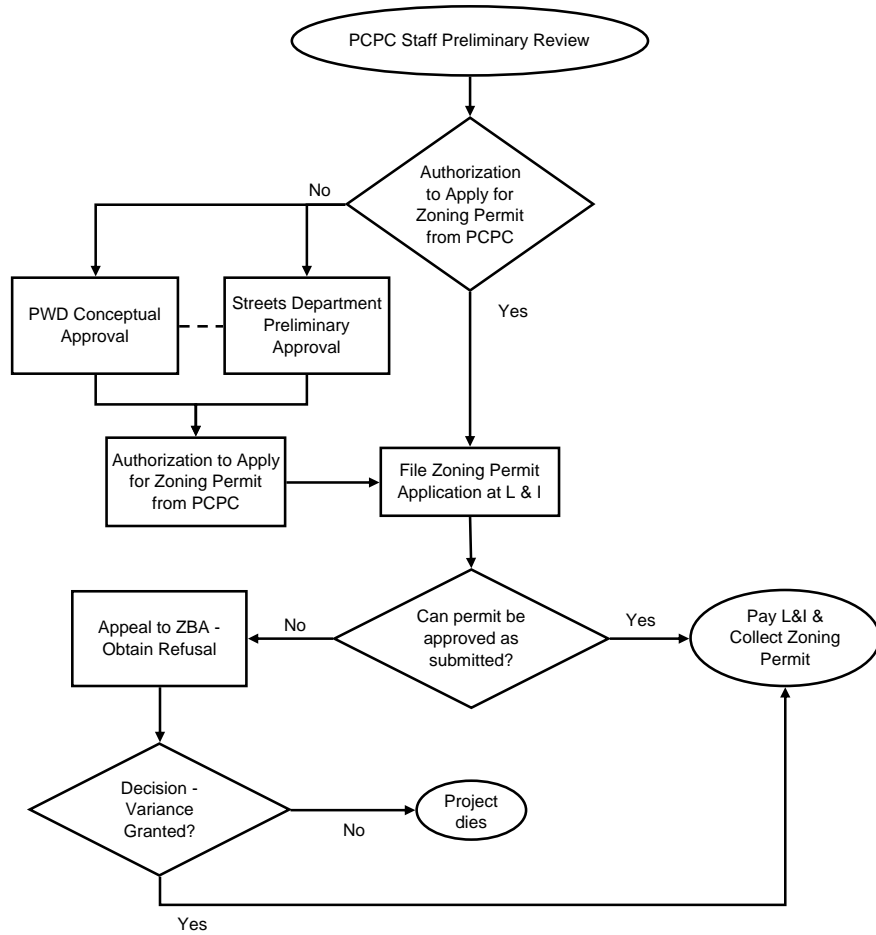 PCPC Staff Preliminary Review
Authorization
to Apply for
Zoning Permit
from PCPC
No
Yes
PWD Conceptual
Approval
Streets Department
Preliminary
Approval
Authorization to Apply
for Zoning Permit
from PCPC
File Zoning Permit
Application at L & I
Can permit be
approved as
submitted?
No
Yes
Appeal to ZBA -
Obtain Refusal
Pay L&I &
Collect Zoning
Permit
Decision -
Variance
Granted?
No
Project
dies
Yes